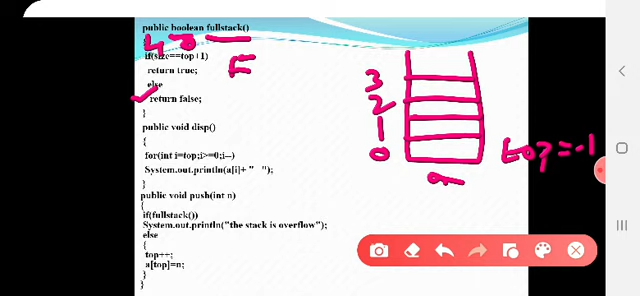 public boolean fullstack()
{
if(size==top+1)
return true;
else
return false;
}
public void disp()
{
for(int i=top;i>=0;i--)
System.out.println(a[i]+ "  ");
}
public void push(int n)
{
if(fullstack())
System.out.println("the stack is overflow");
else
{
top++;
a[top]=n;
}
}
3
2
1
0
top=-1
a